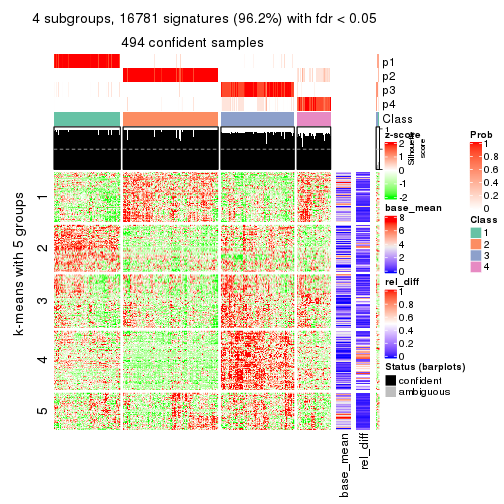 4 subgroups, 16781 signatures (96.2%) with fdr < 0.05
494 confident samples
p1
p2
p3
p4
Class
1
Silhouette
score
k-means with 5 groups
1
2
3
4
5
base_mean
rel_diff
z-score
2
1
0
-1
-2
base_mean
8
6
4
2
0
rel_diff
1
0.8
0.6
0.4
0.2
0
Status (barplots)
confident
ambiguous
Prob
1
0.8
0.6
0.4
0.2
0
Class
1
2
3
4